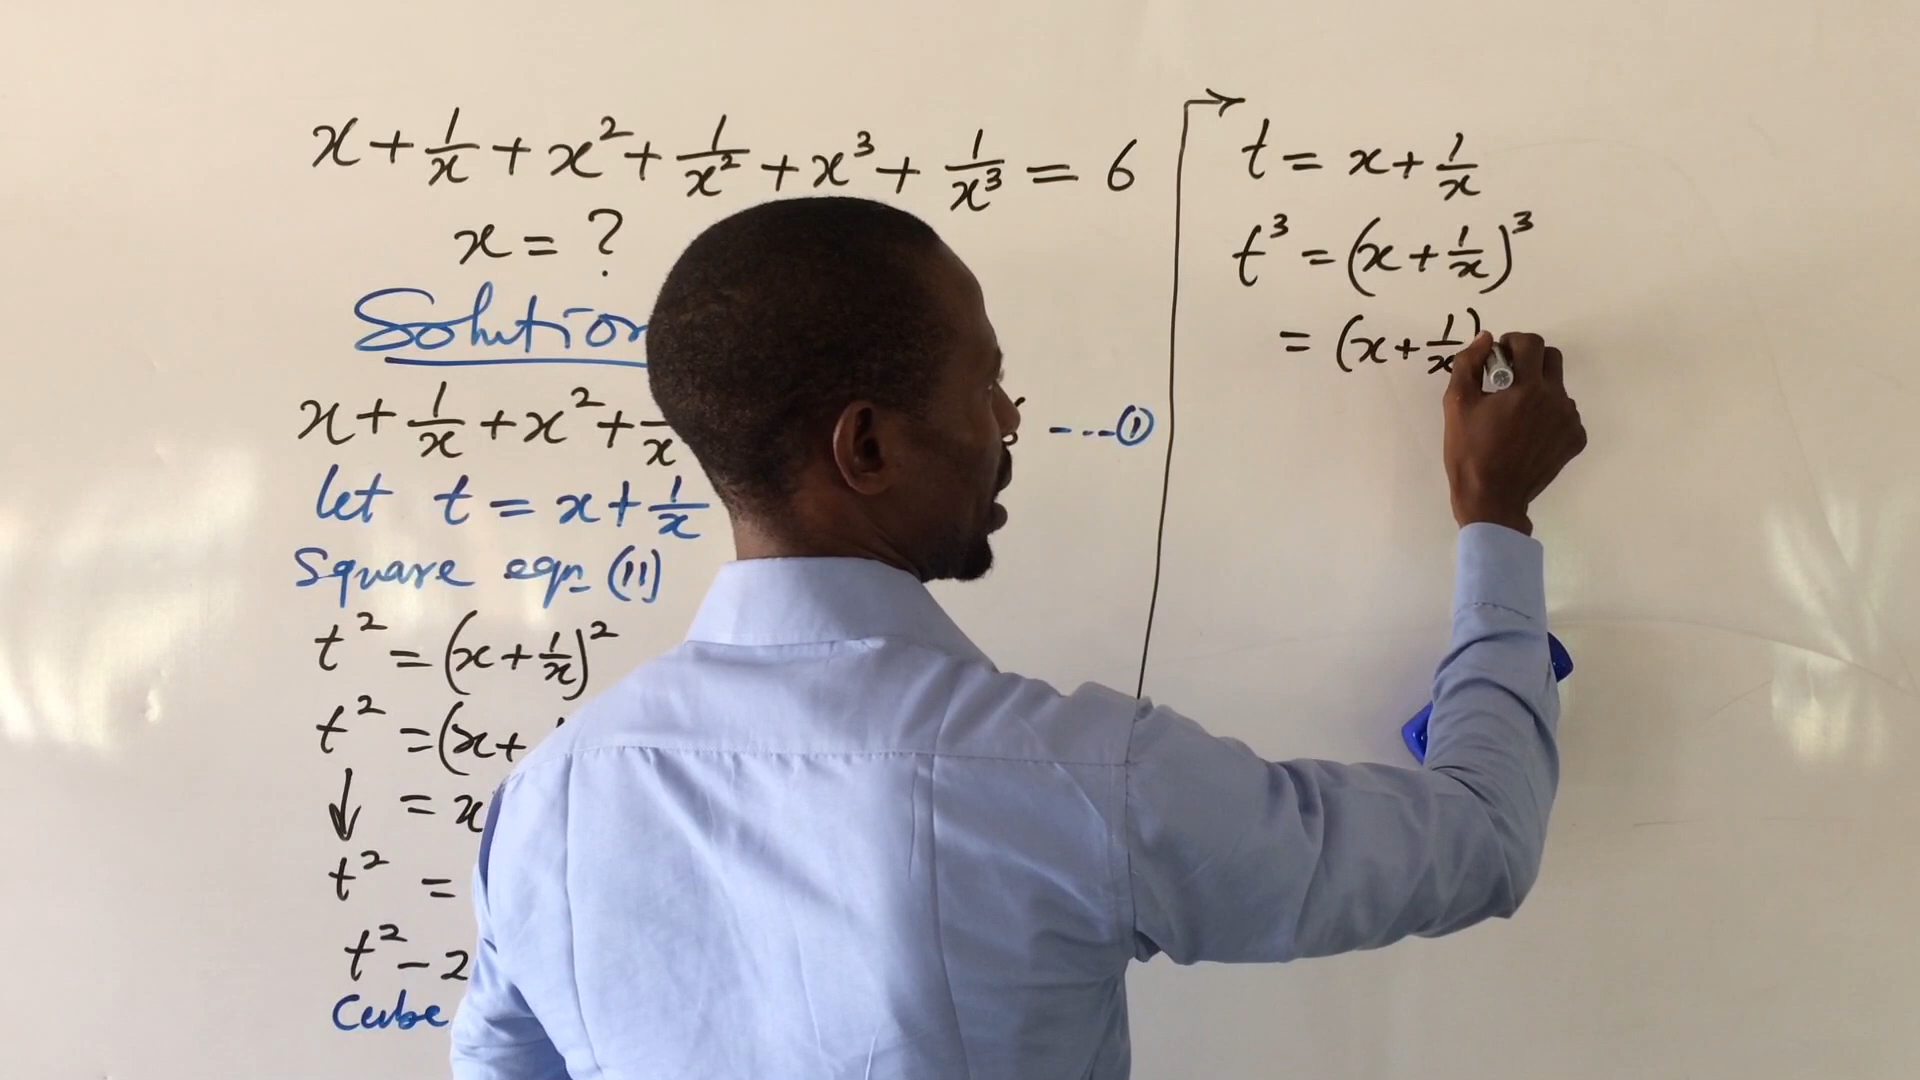 x + 1/x + x² + 1/x² + x³ + 1/x³ = 6
x = ?
Solution
x + 1/x + x² + 1/x
---(1)
let t = x + 1/x
Square eqn (11)
t² = (x + 1/x)²
t² = (x +
↓ = x
t² =
t² - 2
Cube
t = x + 1/x
t³ = (x + 1/x)³
= (x + 1/x)